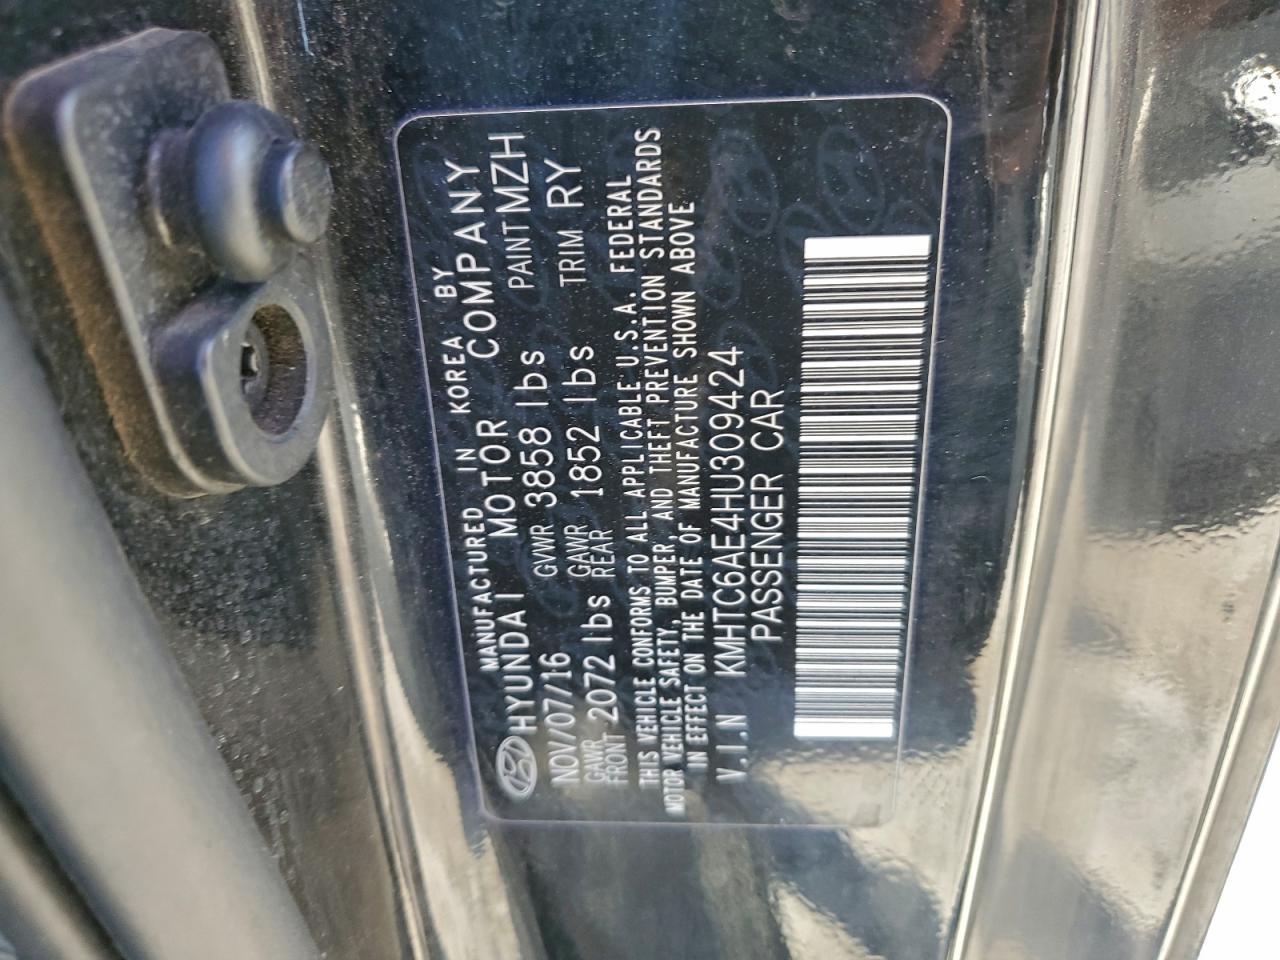 MANUFACTURED IN KOREA BY
HYUNDAI MOTOR COMPANY
NOV/07/16 GVWR 3858 lbs PAINT MZH
GAWR FRONT 2072 lbs GAWR REAR 1852 lbs TRIM RY
THIS VEHICLE CONFORMS TO ALL APPLICABLE U.S.A. FEDERAL
MOTOR VEHICLE SAFETY, BUMPER, AND THEFT PREVENTION STANDARDS
IN EFFECT ON THE DATE OF MANUFACTURE SHOWN ABOVE
V.I.N KMHTC6AE4HU309424
PASSENGER CAR